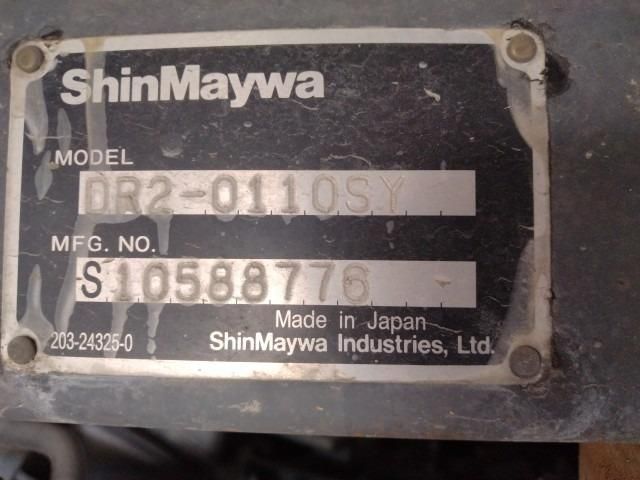 ShinMaywa
MODEL
DR2-0110SY
MFG. NO.
S10588776
Made in Japan
203-24325-0
ShinMaywa Industries, Ltd.